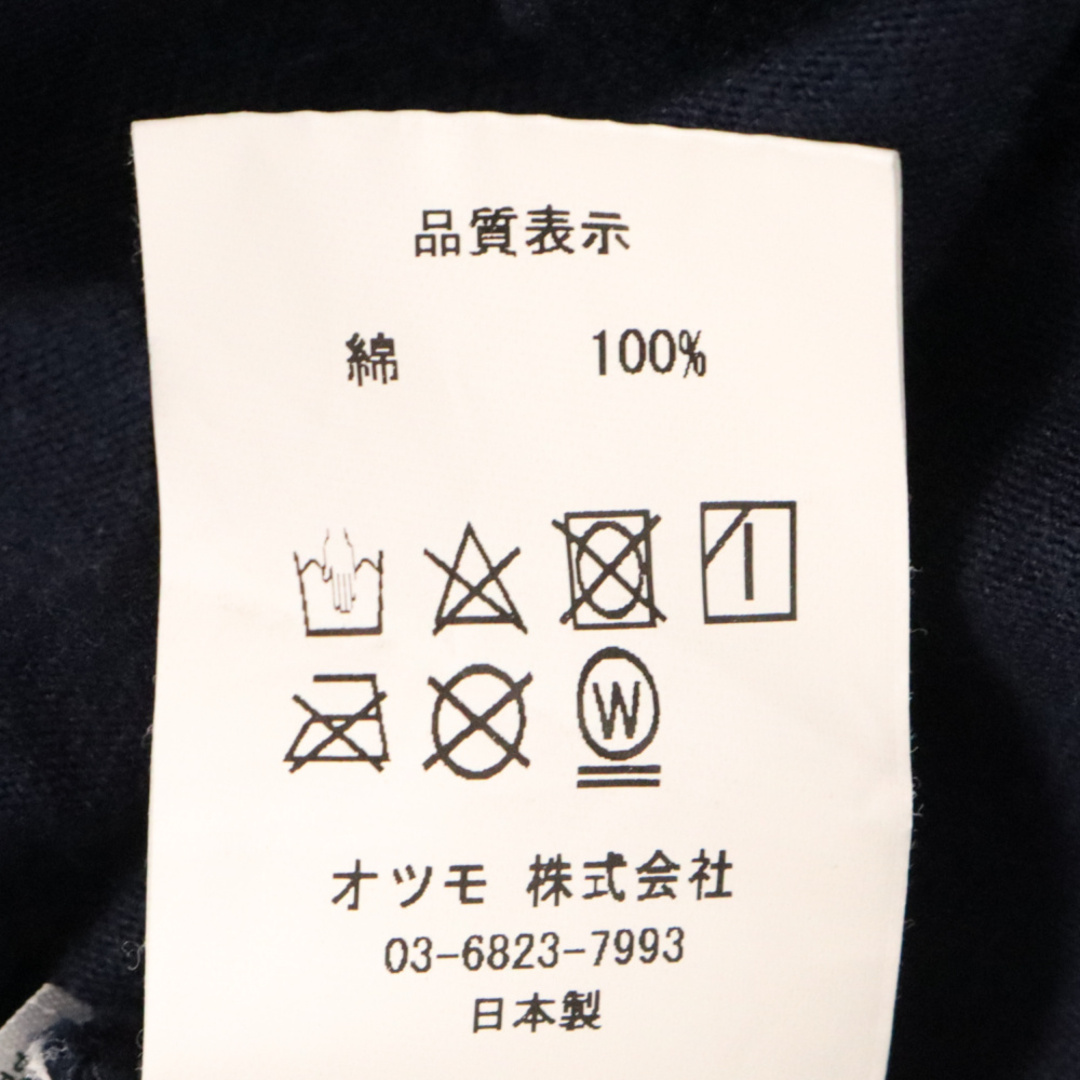 品質表示
綿 100%
W
オツモ 株式会社
03-6823-7993
日本製